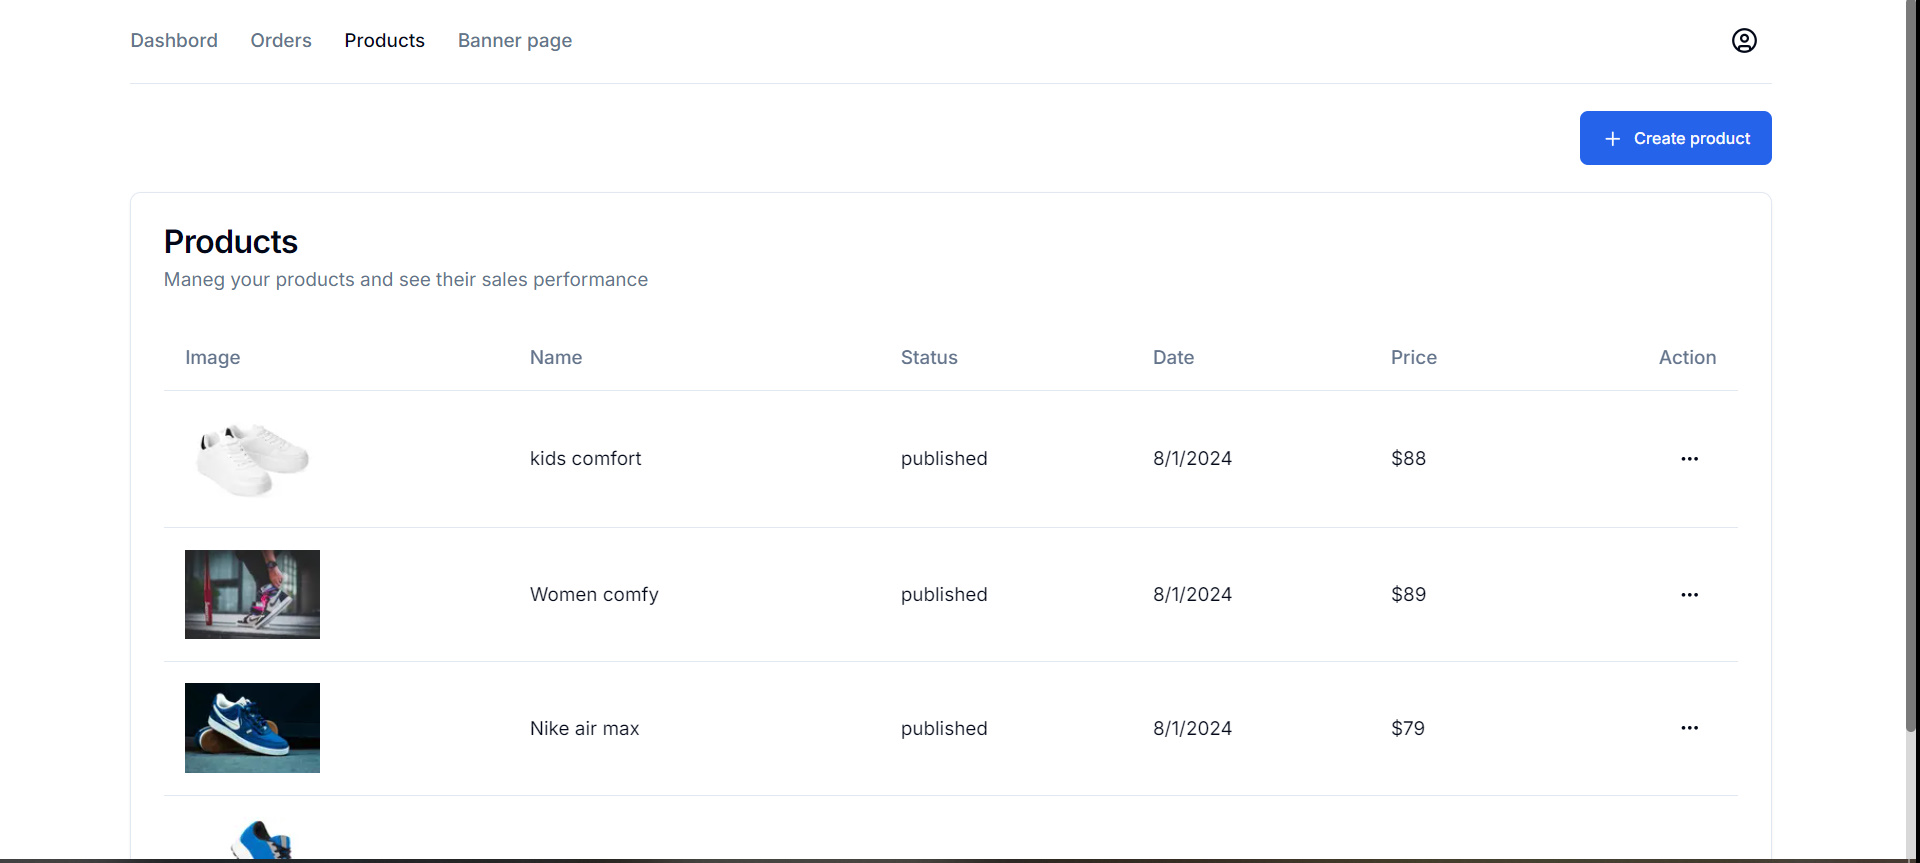 Dashbord Orders Products Banner page
Create product
Products
Maneg your products and see their sales performance
Image Name Status Date Price Action
kids comfort published 8/1/2024 $88
Women comfy published 8/1/2024 $89
Nike air max published 8/1/2024 $79